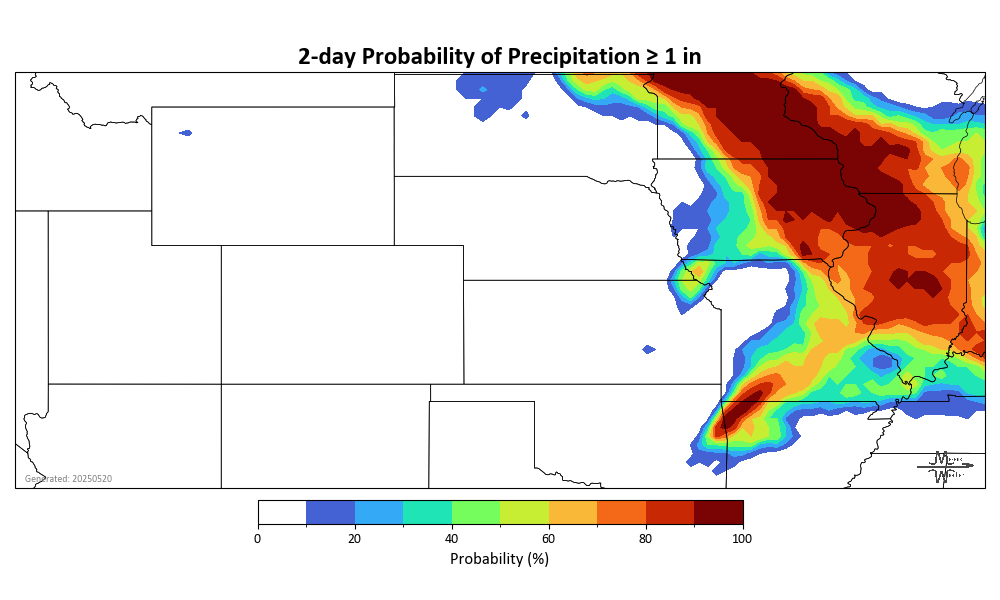 2-day Probability of Precipitation ≥ 1 in
Generated: 20250520
0 20 40 60 80 100
Probability (%)